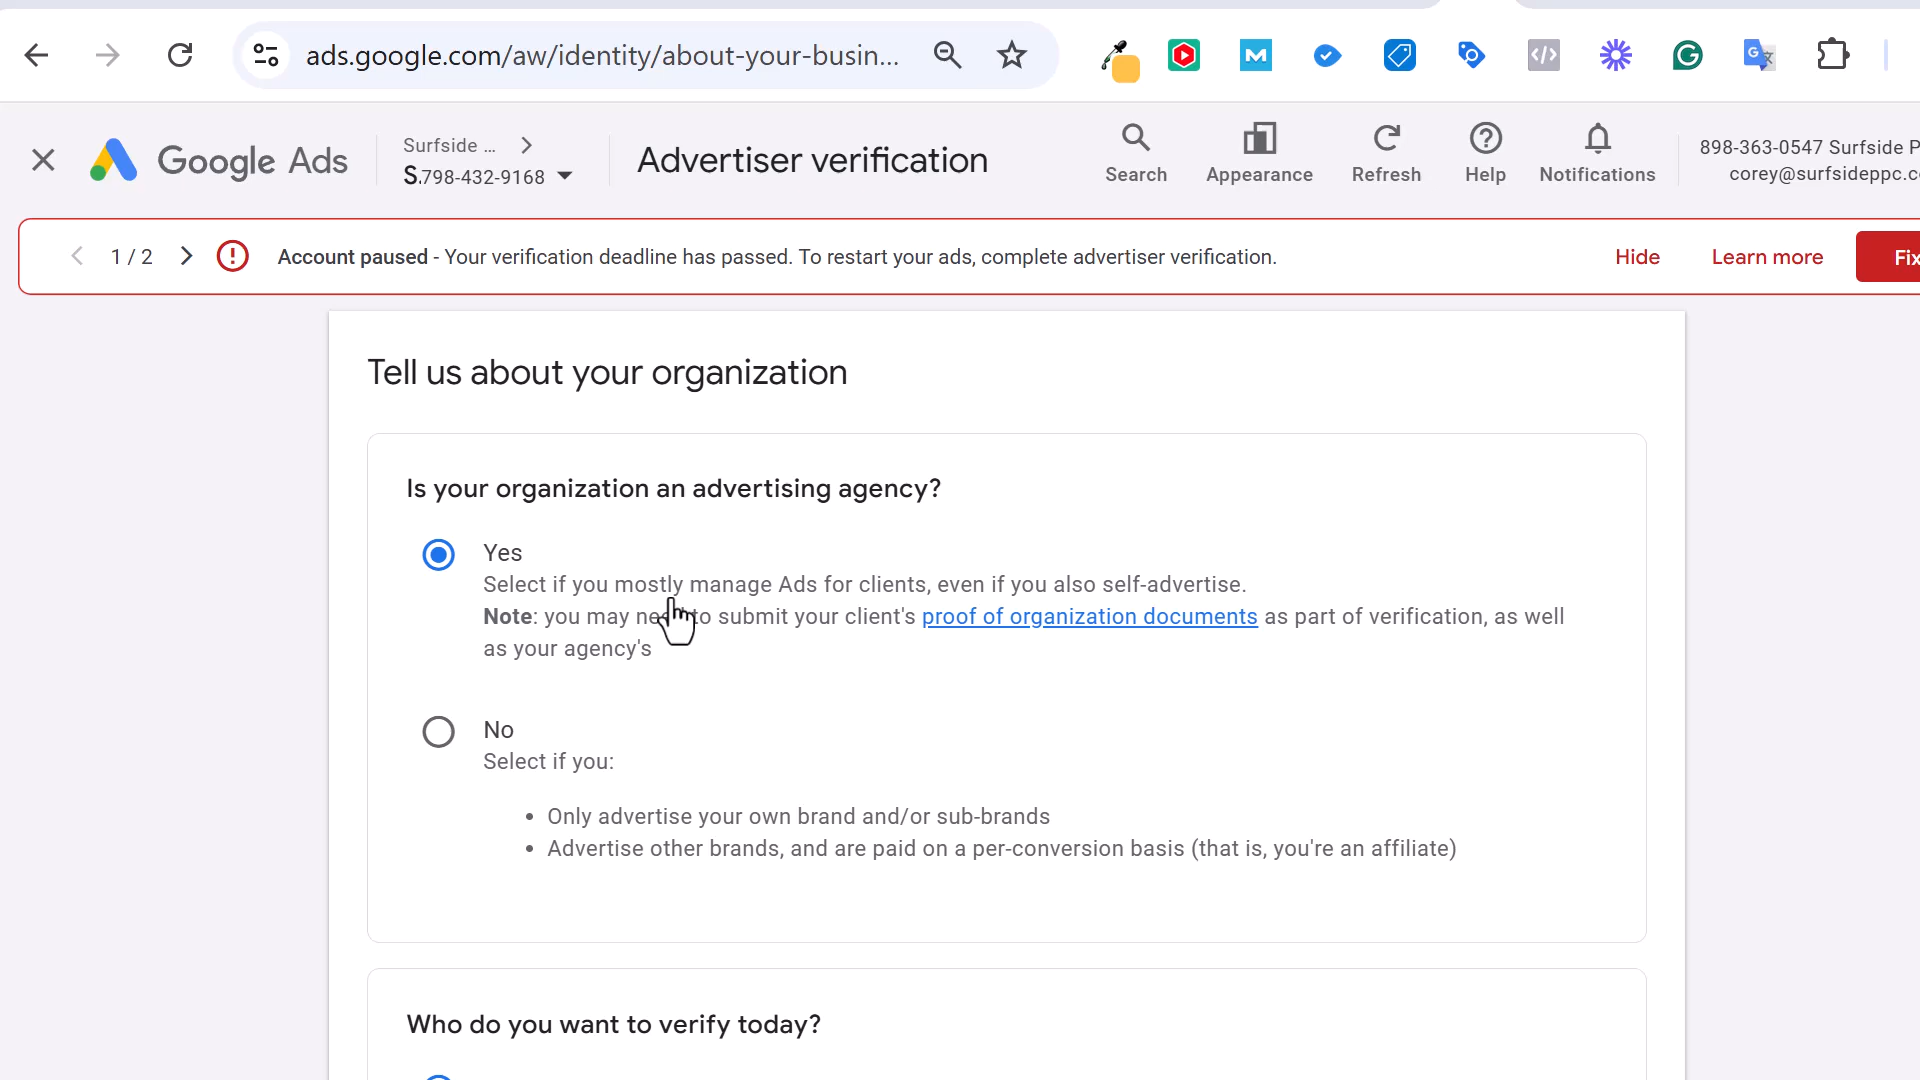 ads.google.com/aw/identity/about-your-busin...
Google Ads
Surfside ...
S.798-432-9168
Advertiser verification
Search
Appearance
Refresh
Help
Notifications
898-363-0547 Surfside P
corey@surfsideppc.c
1 / 2
Account paused - Your verification deadline has passed. To restart your ads, complete advertiser verification.
Hide
Learn more
Fix
Tell us about your organization
Is your organization an advertising agency?
Yes
Select if you mostly manage Ads for clients, even if you also self-advertise.
Note: you may need to submit your client's proof of organization documents as part of verification, as well
as your agency's
No
Select if you:
• Only advertise your own brand and/or sub-brands
• Advertise other brands, and are paid on a per-conversion basis (that is, you're an affiliate)
Who do you want to verify today?